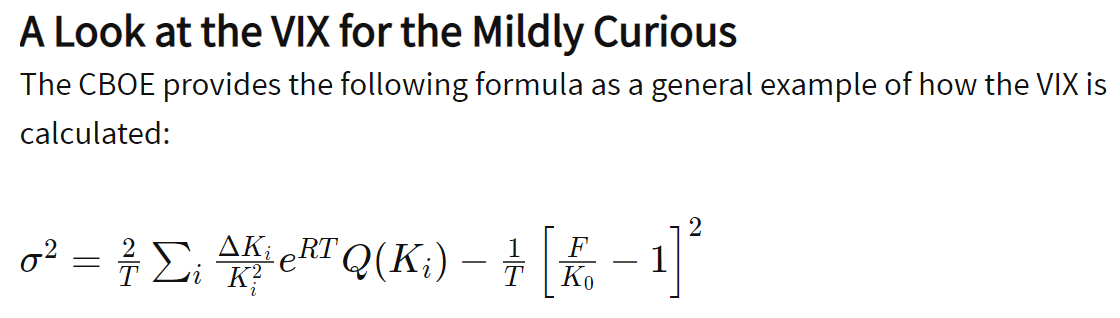 A Look at the VIX for the Mildly Curious
The CBOE provides the following formula as a general example of how the VIX is
calculated:
σ² = 2/T ∑ᵢ ΔKᵢ/Kᵢ² e^{RT} Q(Kᵢ) − 1/T [F/K₀ − 1]²